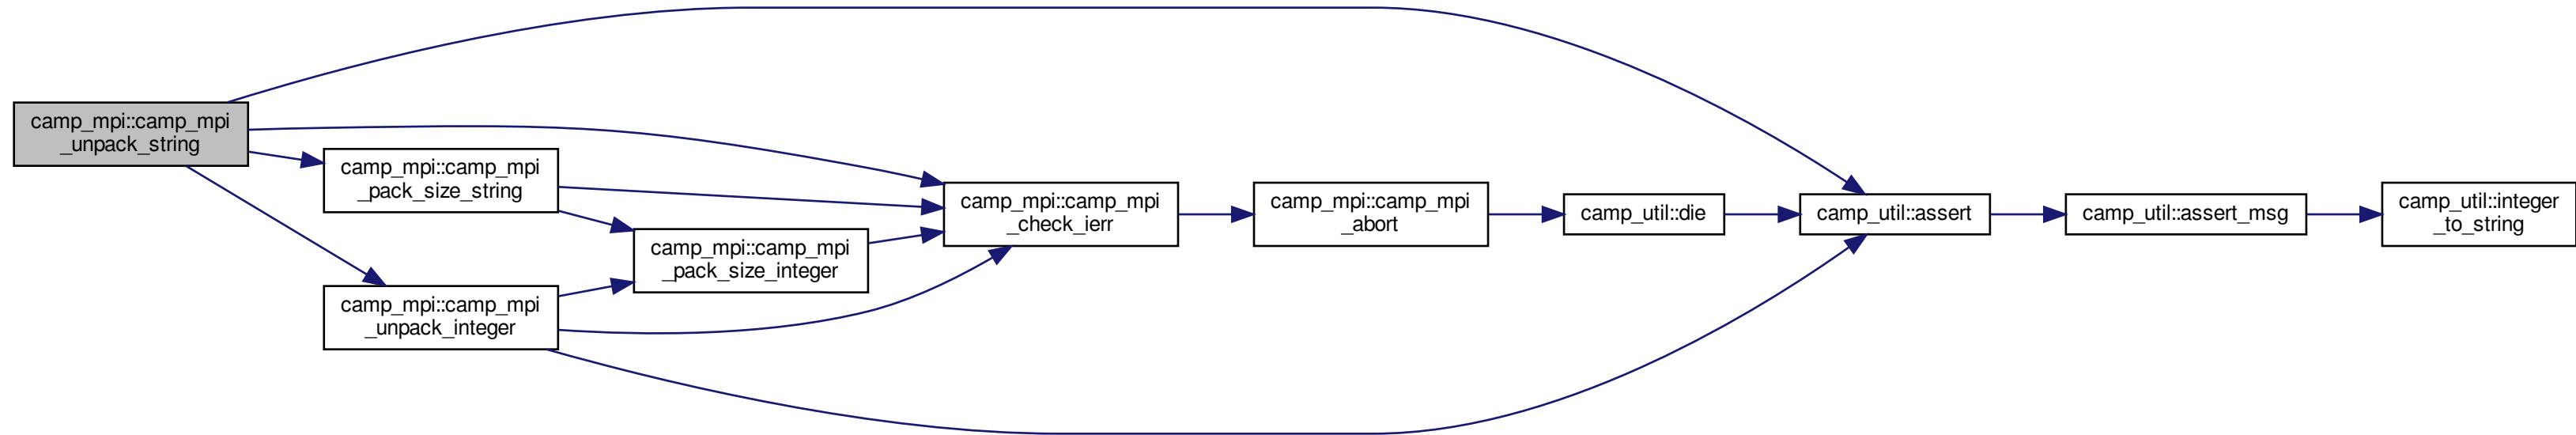 camp_mpi::camp_mpi
_unpack_string
camp_mpi::camp_mpi
_pack_size_string
camp_mpi::camp_mpi
_unpack_integer
camp_mpi::camp_mpi
_pack_size_integer
camp_mpi::camp_mpi
_check_ierr
camp_mpi::camp_mpi
_abort
camp_util::die
camp_util::assert
camp_util::assert_msg
camp_util::integer
_to_string